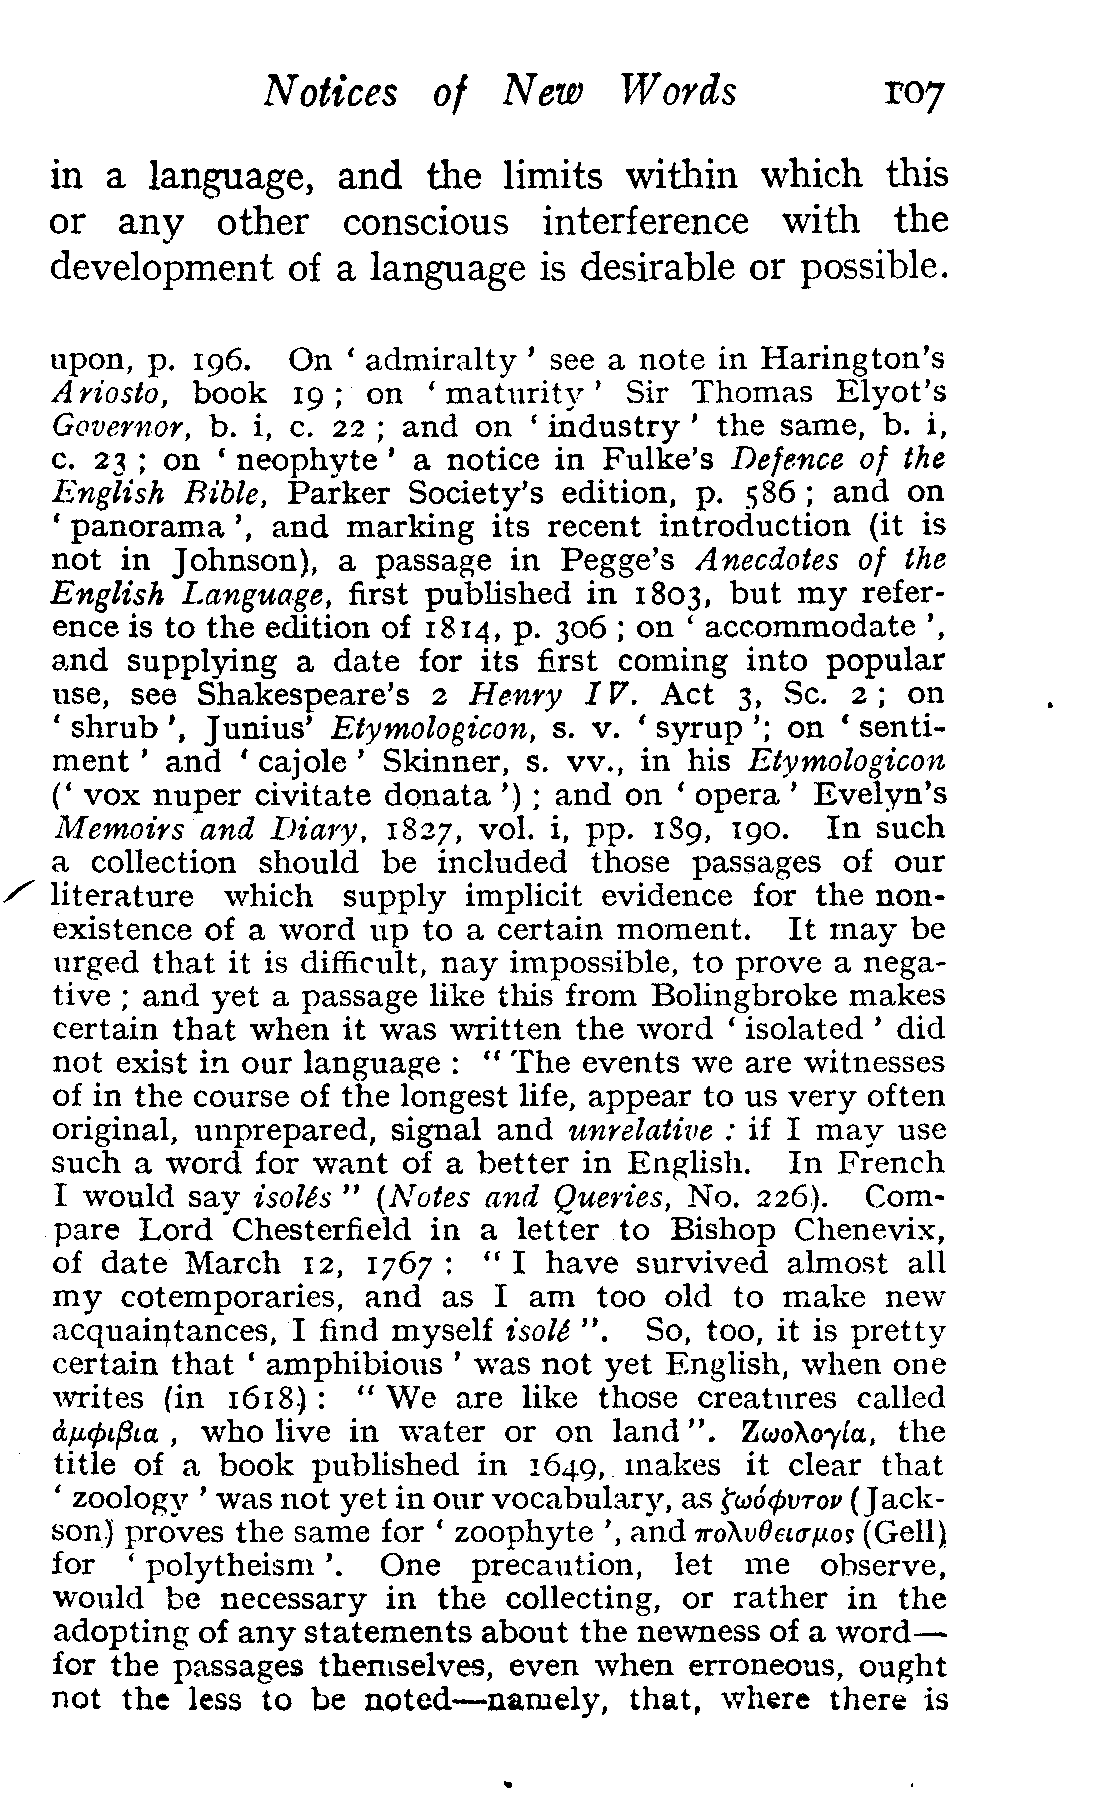 Notices of New Words 107
in a language, and the limits within which this
or any other conscious interference with the
development of a language is desirable or possible.
upon, p. 196. On ‘ admiralty ’ see a note in Harington's
Ariosto, book 19 ; on ‘ maturity ’ Sir Thomas Elyot's
Governor, b. i, c. 22 ; and on ‘ industry ’ the same, b. i,
c. 23 ; on ‘ neophyte ’ a notice in Fulke's Defence of the
English Bible, Parker Society's edition, p. 586 ; and on
‘ panorama ’, and marking its recent introduction (it is
not in Johnson), a passage in Pegge's Anecdotes of the
English Language, first published in 1803, but my refer-
ence is to the edition of 1814, p. 306 ; on ‘ accommodate ’,
and supplying a date for its first coming into popular
use, see Shakespeare's 2 Henry IV. Act 3, Sc. 2 ; on
‘ shrub ’, Junius' Etymologicon, s. v. ‘ syrup ’; on ‘ senti-
ment ’ and ‘ cajole ’ Skinner, s. vv., in his Etymologicon
(‘ vox nuper civitate donata ’) ; and on ‘ opera ’ Evelyn's
Memoirs and Diary, 1827, vol. i, pp. 189, 190. In such
a collection should be included those passages of our
literature which supply implicit evidence for the non-
existence of a word up to a certain moment. It may be
urged that it is difficult, nay impossible, to prove a nega-
tive ; and yet a passage like this from Bolingbroke makes
certain that when it was written the word ‘ isolated ’ did
not exist in our language : “ The events we are witnesses
of in the course of the longest life, appear to us very often
original, unprepared, signal and unrelative : if I may use
such a word for want of a better in English. In French
I would say isolés ” (Notes and Queries, No. 226). Com-
pare Lord Chesterfield in a letter to Bishop Chenevix,
of date March 12, 1767 : “ I have survived almost all
my cotemporaries, and as I am too old to make new
acquaintances, I find myself isolé ”. So, too, it is pretty
certain that ‘ amphibious ’ was not yet English, when one
writes (in 1618) : “ We are like those creatures called
ἀμφιβια , who live in water or on land ”. Ζωολογία, the
title of a book published in 1649, makes it clear that
‘ zoology ’ was not yet in our vocabulary, as ζωόφυτον (Jack-
son) proves the same for ‘ zoophyte ’, and πολυθεισμος (Gell)
for ‘ polytheism ’. One precaution, let me observe,
would be necessary in the collecting, or rather in the
adopting of any statements about the newness of a word—
for the passages themselves, even when erroneous, ought
not the less to be noted—namely, that, where there is